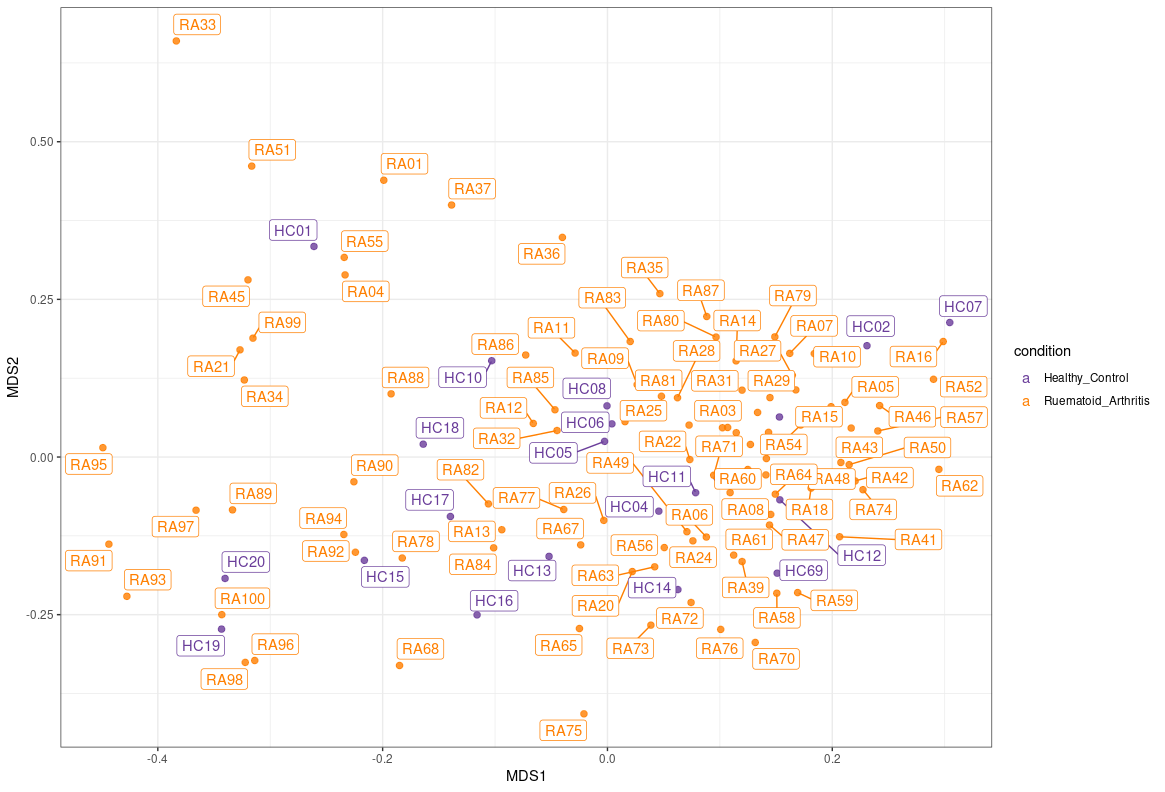 RA33
0.50
RA51
RA01
RA37
HC01
RA55
RA36
RA04
RA45
RA35
RA87
RA79
RA83
0.25
HC07
RA99
RA80
RA14
RA07
HC02
RA11
RA86
RA09
RA28
RA27
RA10
RA16
RA21
HC10
RA85
RA88
RA81
RA31
RA29
RA05
RA52
RA34
HC08
RA12
RA25
RA03
RA15
RA46
RA57
HC18
HC06
RA32
HC05
RA22
RA71
RA54
RA43
RA50
0.00
RA95
RA90
RA82
RA49
HC11
RA60
RA64
RA48
RA42
RA62
RA89
HC17
RA77
RA26
HC04
RA06
RA08
RA18
RA74
RA97
RA94
RA13
RA67
RA61
RA47
RA41
RA91
RA92
RA78
RA84
RA56
RA24
HC12
HC20
RA93
HC15
HC13
RA63
HC14
HC69
RA39
RA100
HC16
RA20
RA59
-0.25
RA72
RA58
HC19
RA96
RA68
RA65
RA73
RA76
RA70
RA98
RA75
-0.4
-0.2
0.0
0.2
MDS1
MDS2
condition
a Healthy_Control
a Ruematoid_Arthritis